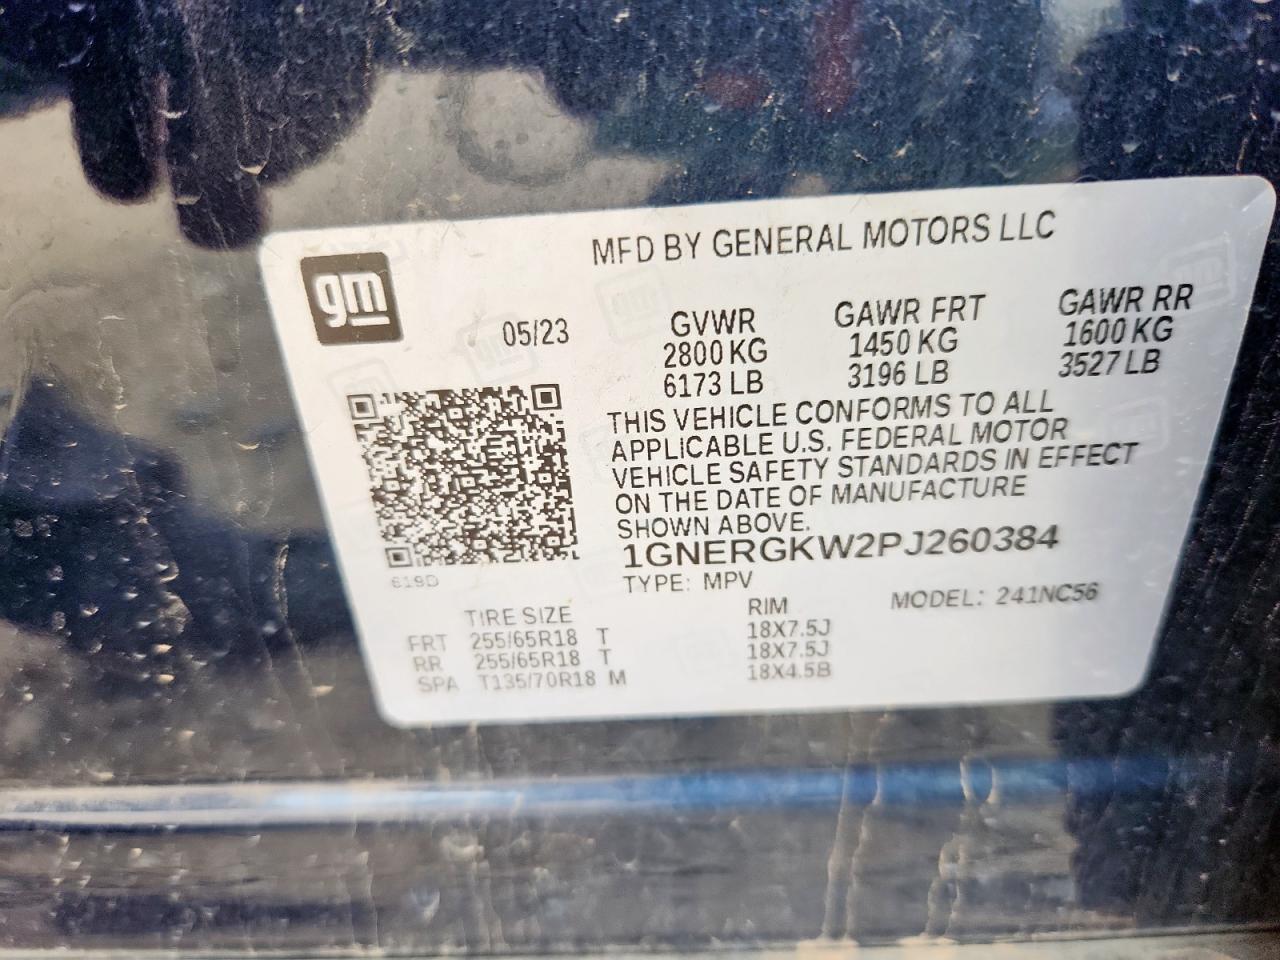 MFD BY GENERAL MOTORS LLC
gm
05/23
GVWR GAWR FRT GAWR RR
2800 KG 1450 KG 1600 KG
6173 LB 3196 LB 3527 LB
THIS VEHICLE CONFORMS TO ALL
APPLICABLE U.S. FEDERAL MOTOR
VEHICLE SAFETY STANDARDS IN EFFECT
ON THE DATE OF MANUFACTURE
SHOWN ABOVE.
1GNERGKW2PJ260384
619D
TYPE: MPV
MODEL: 241NC56
TIRE SIZE RIM
FRT 255/65R18 T 18X7.5J
RR 255/65R18 T 18X7.5J
SPA T135/70R18 M 18X4.5B